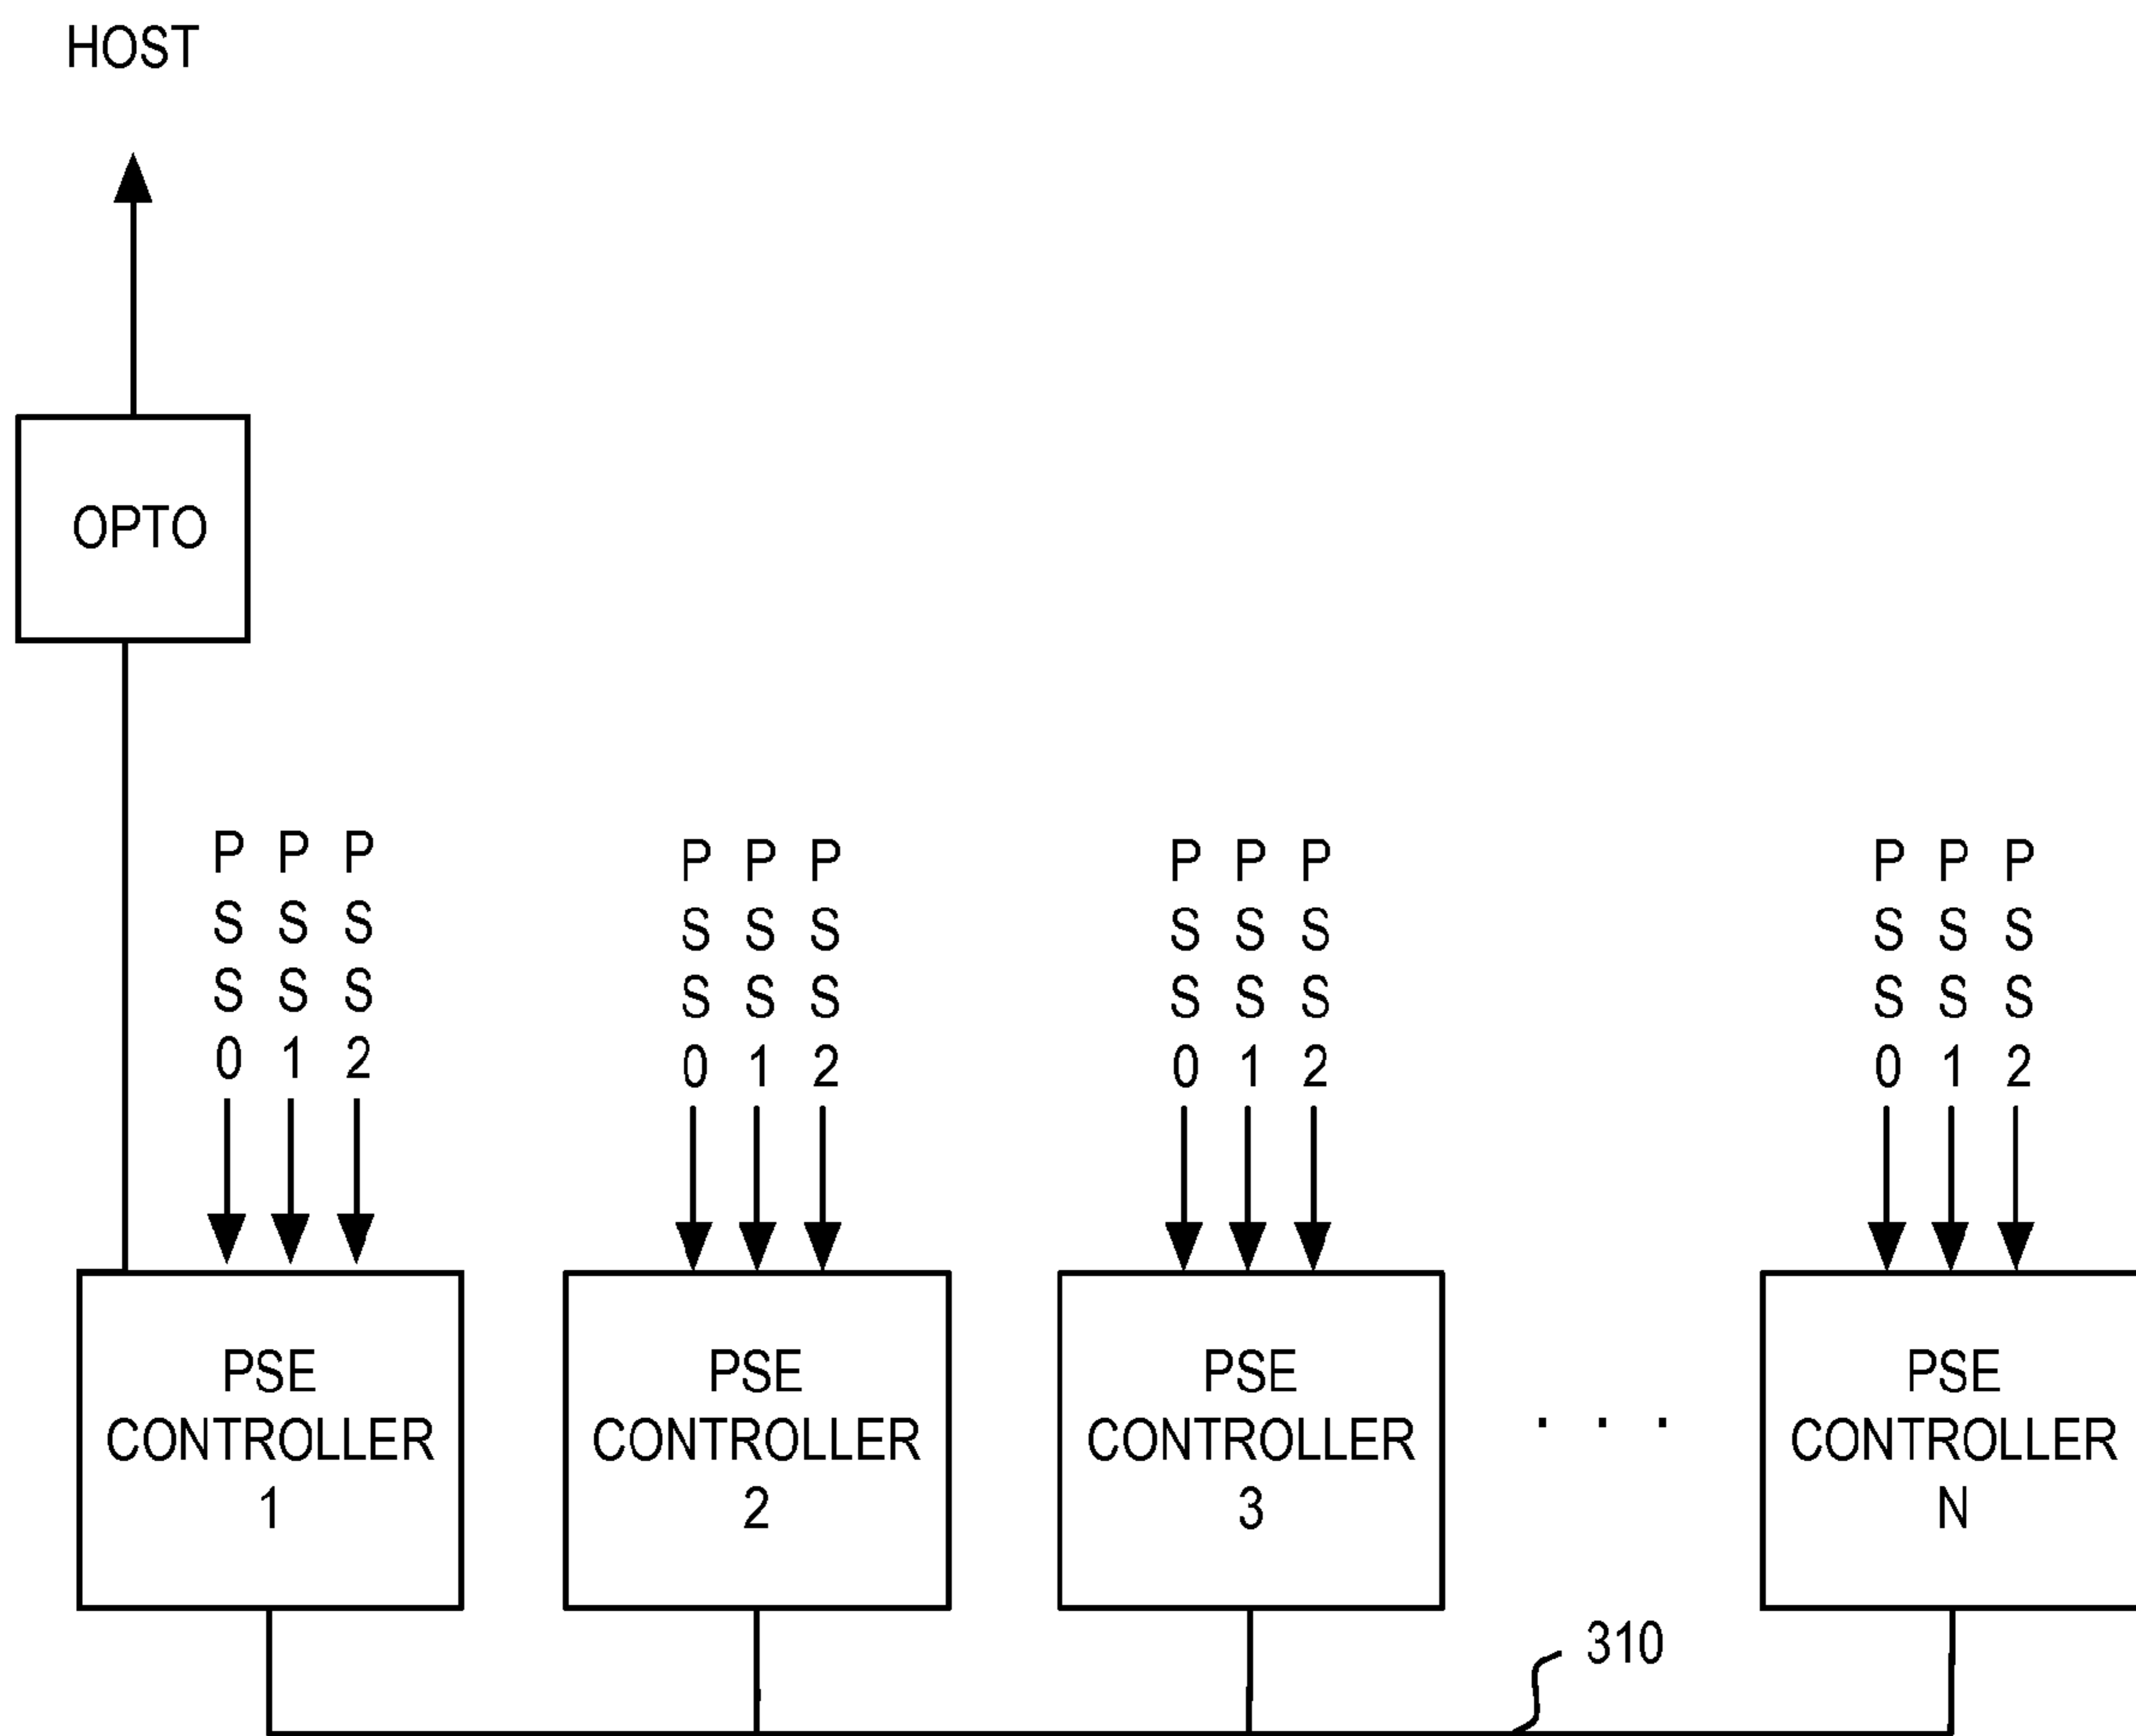 HOST
OPTO
P P P
S S S
S S S
0 1 2
P P P
S S S
S S S
0 1 2
P P P
S S S
S S S
0 1 2
P P P
S S S
S S S
0 1 2
PSE
CONTROLLER
1
PSE
CONTROLLER
2
PSE
CONTROLLER
3
. . .
PSE
CONTROLLER
N
310